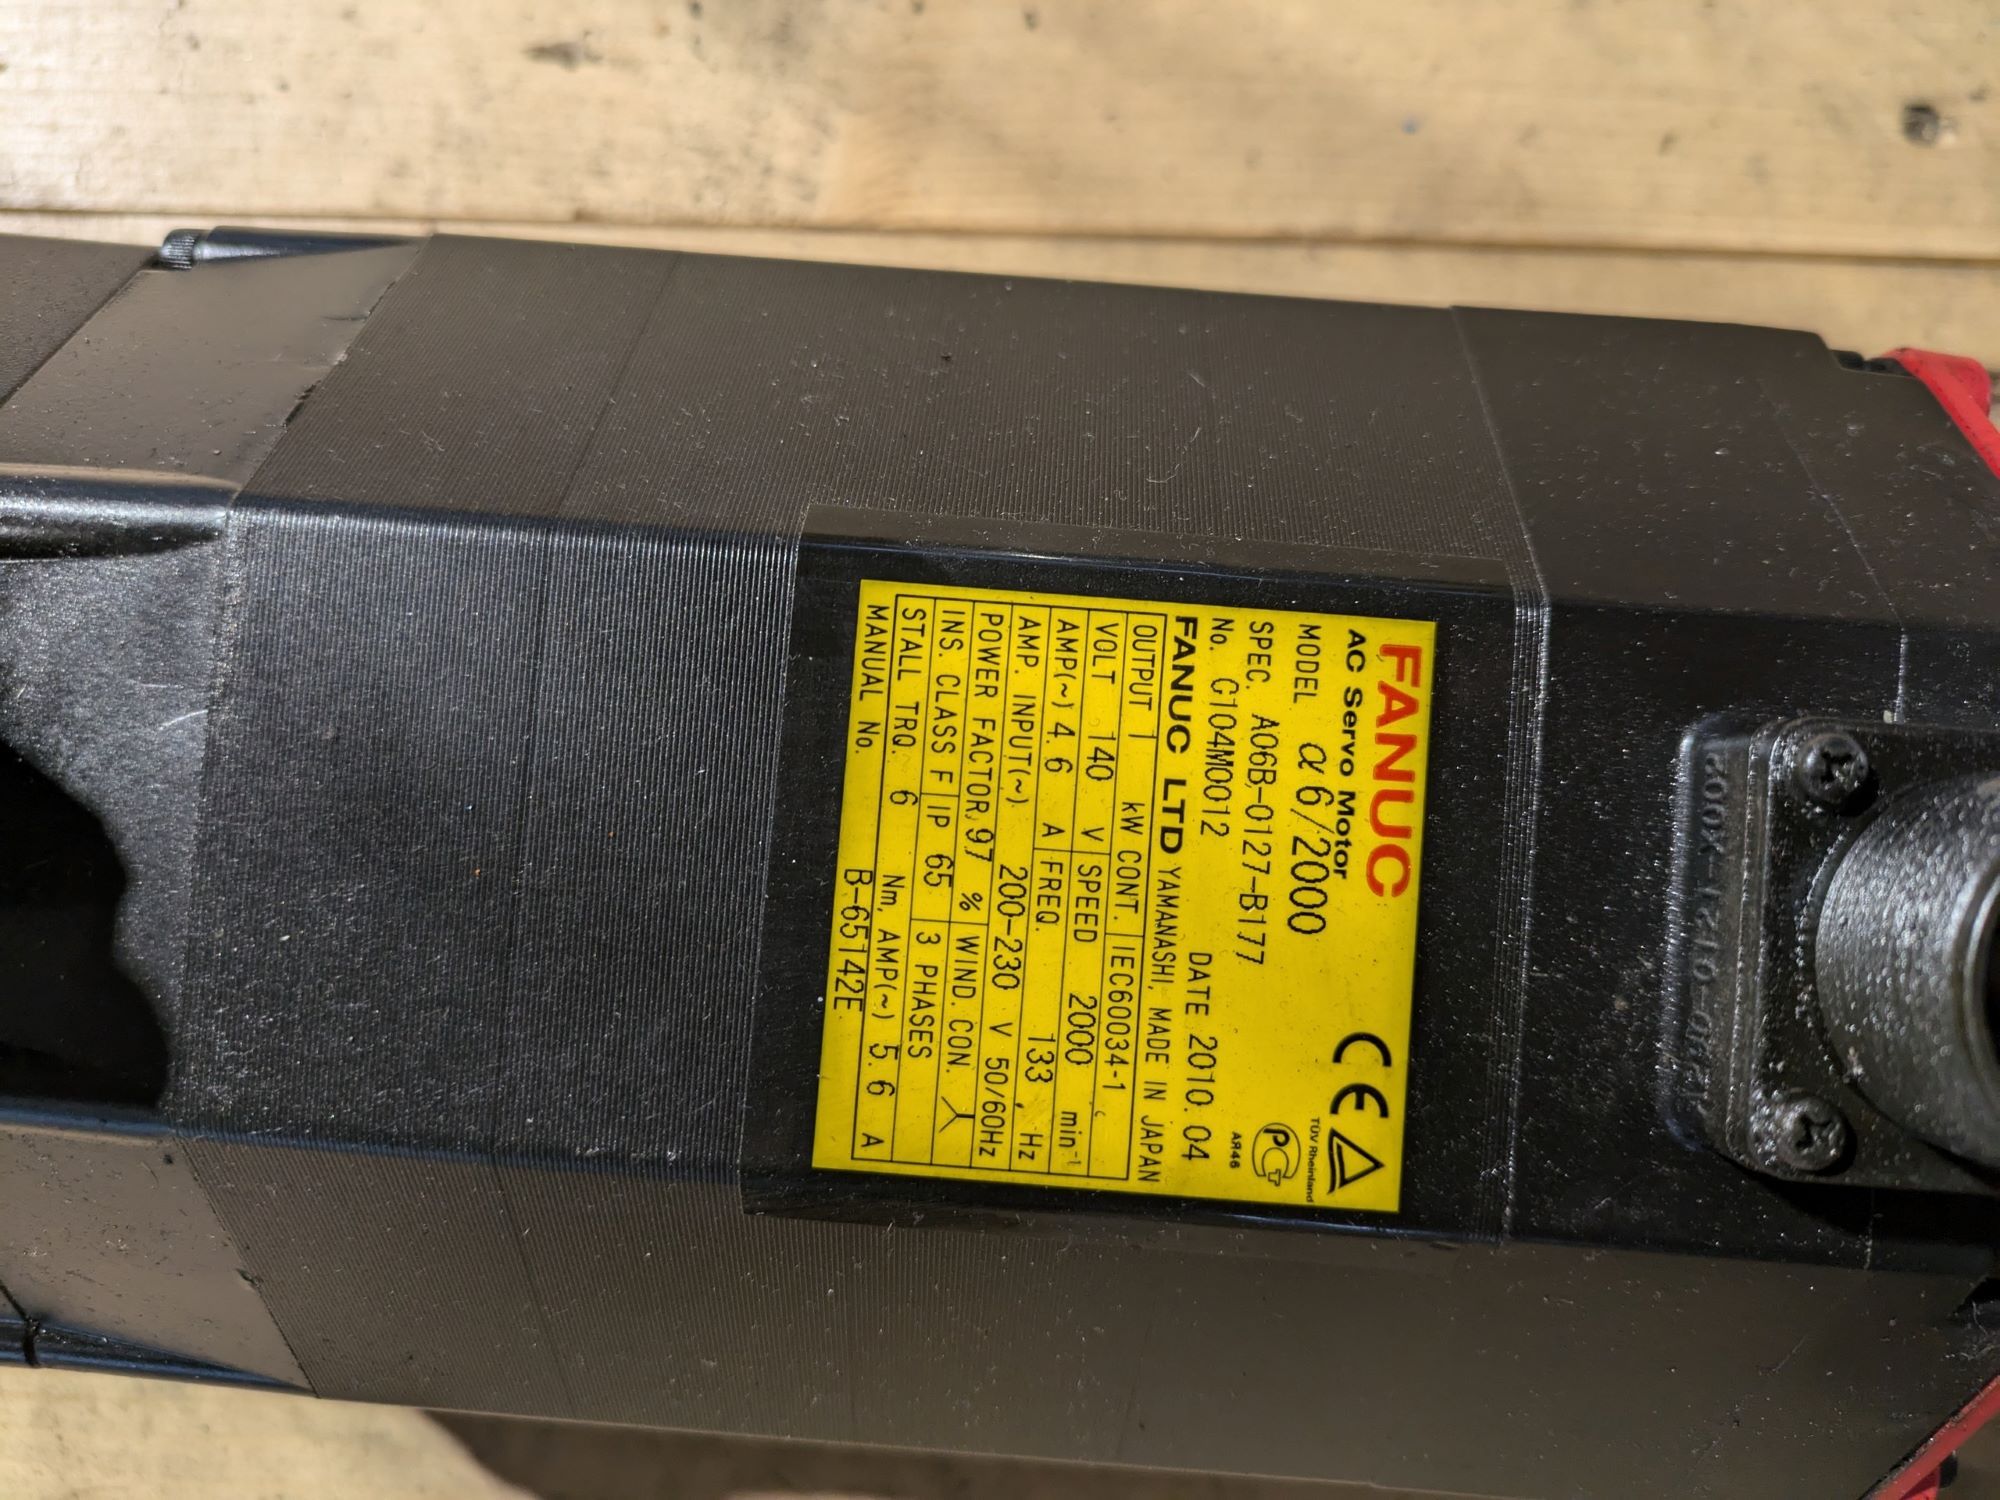 FANUC
AC Servo Motor
MODEL α6/2000
SPEC. A06B-0127-B177
No. C104M0012 DATE 2010.04
FANUC LTD YAMANASHI, MADE IN JAPAN
CE
TÜV Rheinland
PCT
AR46
OUTPUT 1 kW CONT. IEC60034-1
VOLT 140 V SPEED 2000 min-1
AMP(~) 4.6 A FREQ. 133 Hz
AMP. INPUT(~) 200-230 V 50/60Hz
POWER FACTOR 97 % WIND. CON.
INS. CLASS F IP 65 3 PHASES
STALL TRQ. 6 Nm, AMP(~) 5.6 A
MANUAL No. B-65142E